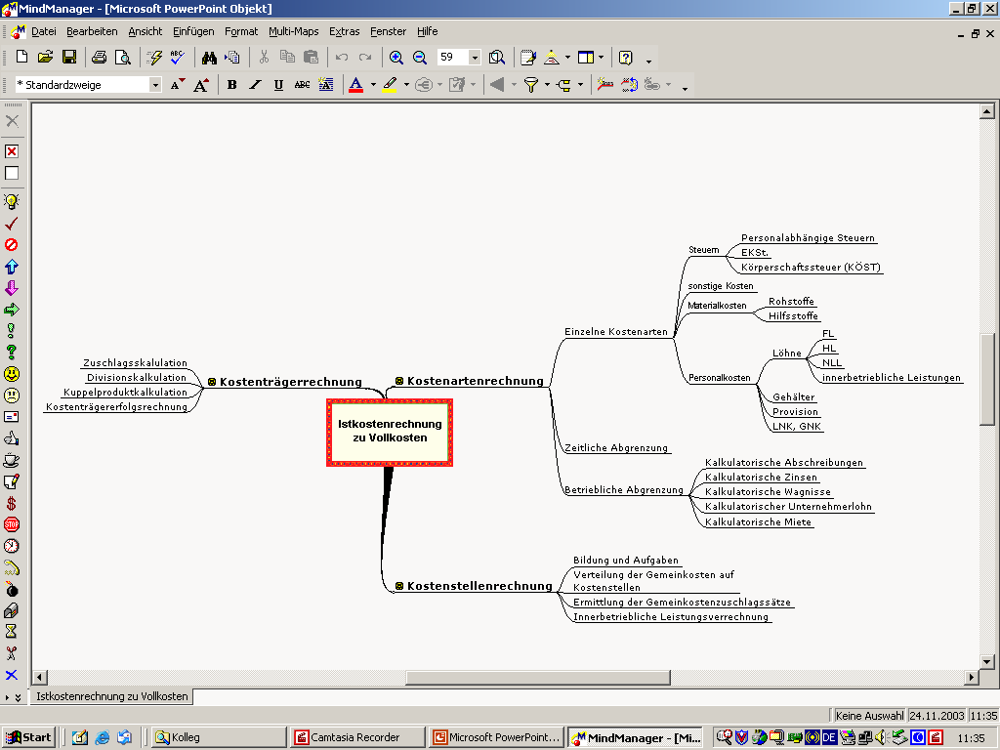 MindManager - [Microsoft PowerPoint Objekt]
Datei Bearbeiten Ansicht Einfügen Format Multi-Maps Extras Fenster Hilfe
59
* Standardzweige
Personalabhängige Steuern
Steuern
EKSt.
Körperschaftssteuer (KÖST)
sonstige Kosten
Rohstoffe
Materialkosten
Hilfsstoffe
Einzelne Kostenarten
FL
HL
Löhne
NLL
innerbetriebliche Leistungen
Personalkosten
Gehälter
Provision
LNK, GNK
Zuschlagsskalulation
Divisionskalkulation
Kuppelproduktkalkulation
Kostenträgererfolgsrechnung
Kostenträgerrechnung
Kostenartenrechnung
Istkostenrechnung
zu Vollkosten
Zeitliche Abgrenzung
Betriebliche Abgrenzung
Kalkulatorische Abschreibungen
Kalkulatorische Zinsen
Kalkulatorische Wagnisse
Kalkulatorischer Unternehmerlohn
Kalkulatorische Miete
Kostenstellenrechnung
Bildung und Aufgaben
Verteilung der Gemeinkosten auf
Kostenstellen
Ermittlung der Gemeinkostenzuschlagssätze
Innerbetriebliche Leistungsverrechnung
Istkostenrechnung zu Vollkosten
Keine Auswahl 24.11.2003 11:35
Start Kolleg Camtasia Recorder Microsoft PowerPoint... MindManager - [Mi... DE 11:35